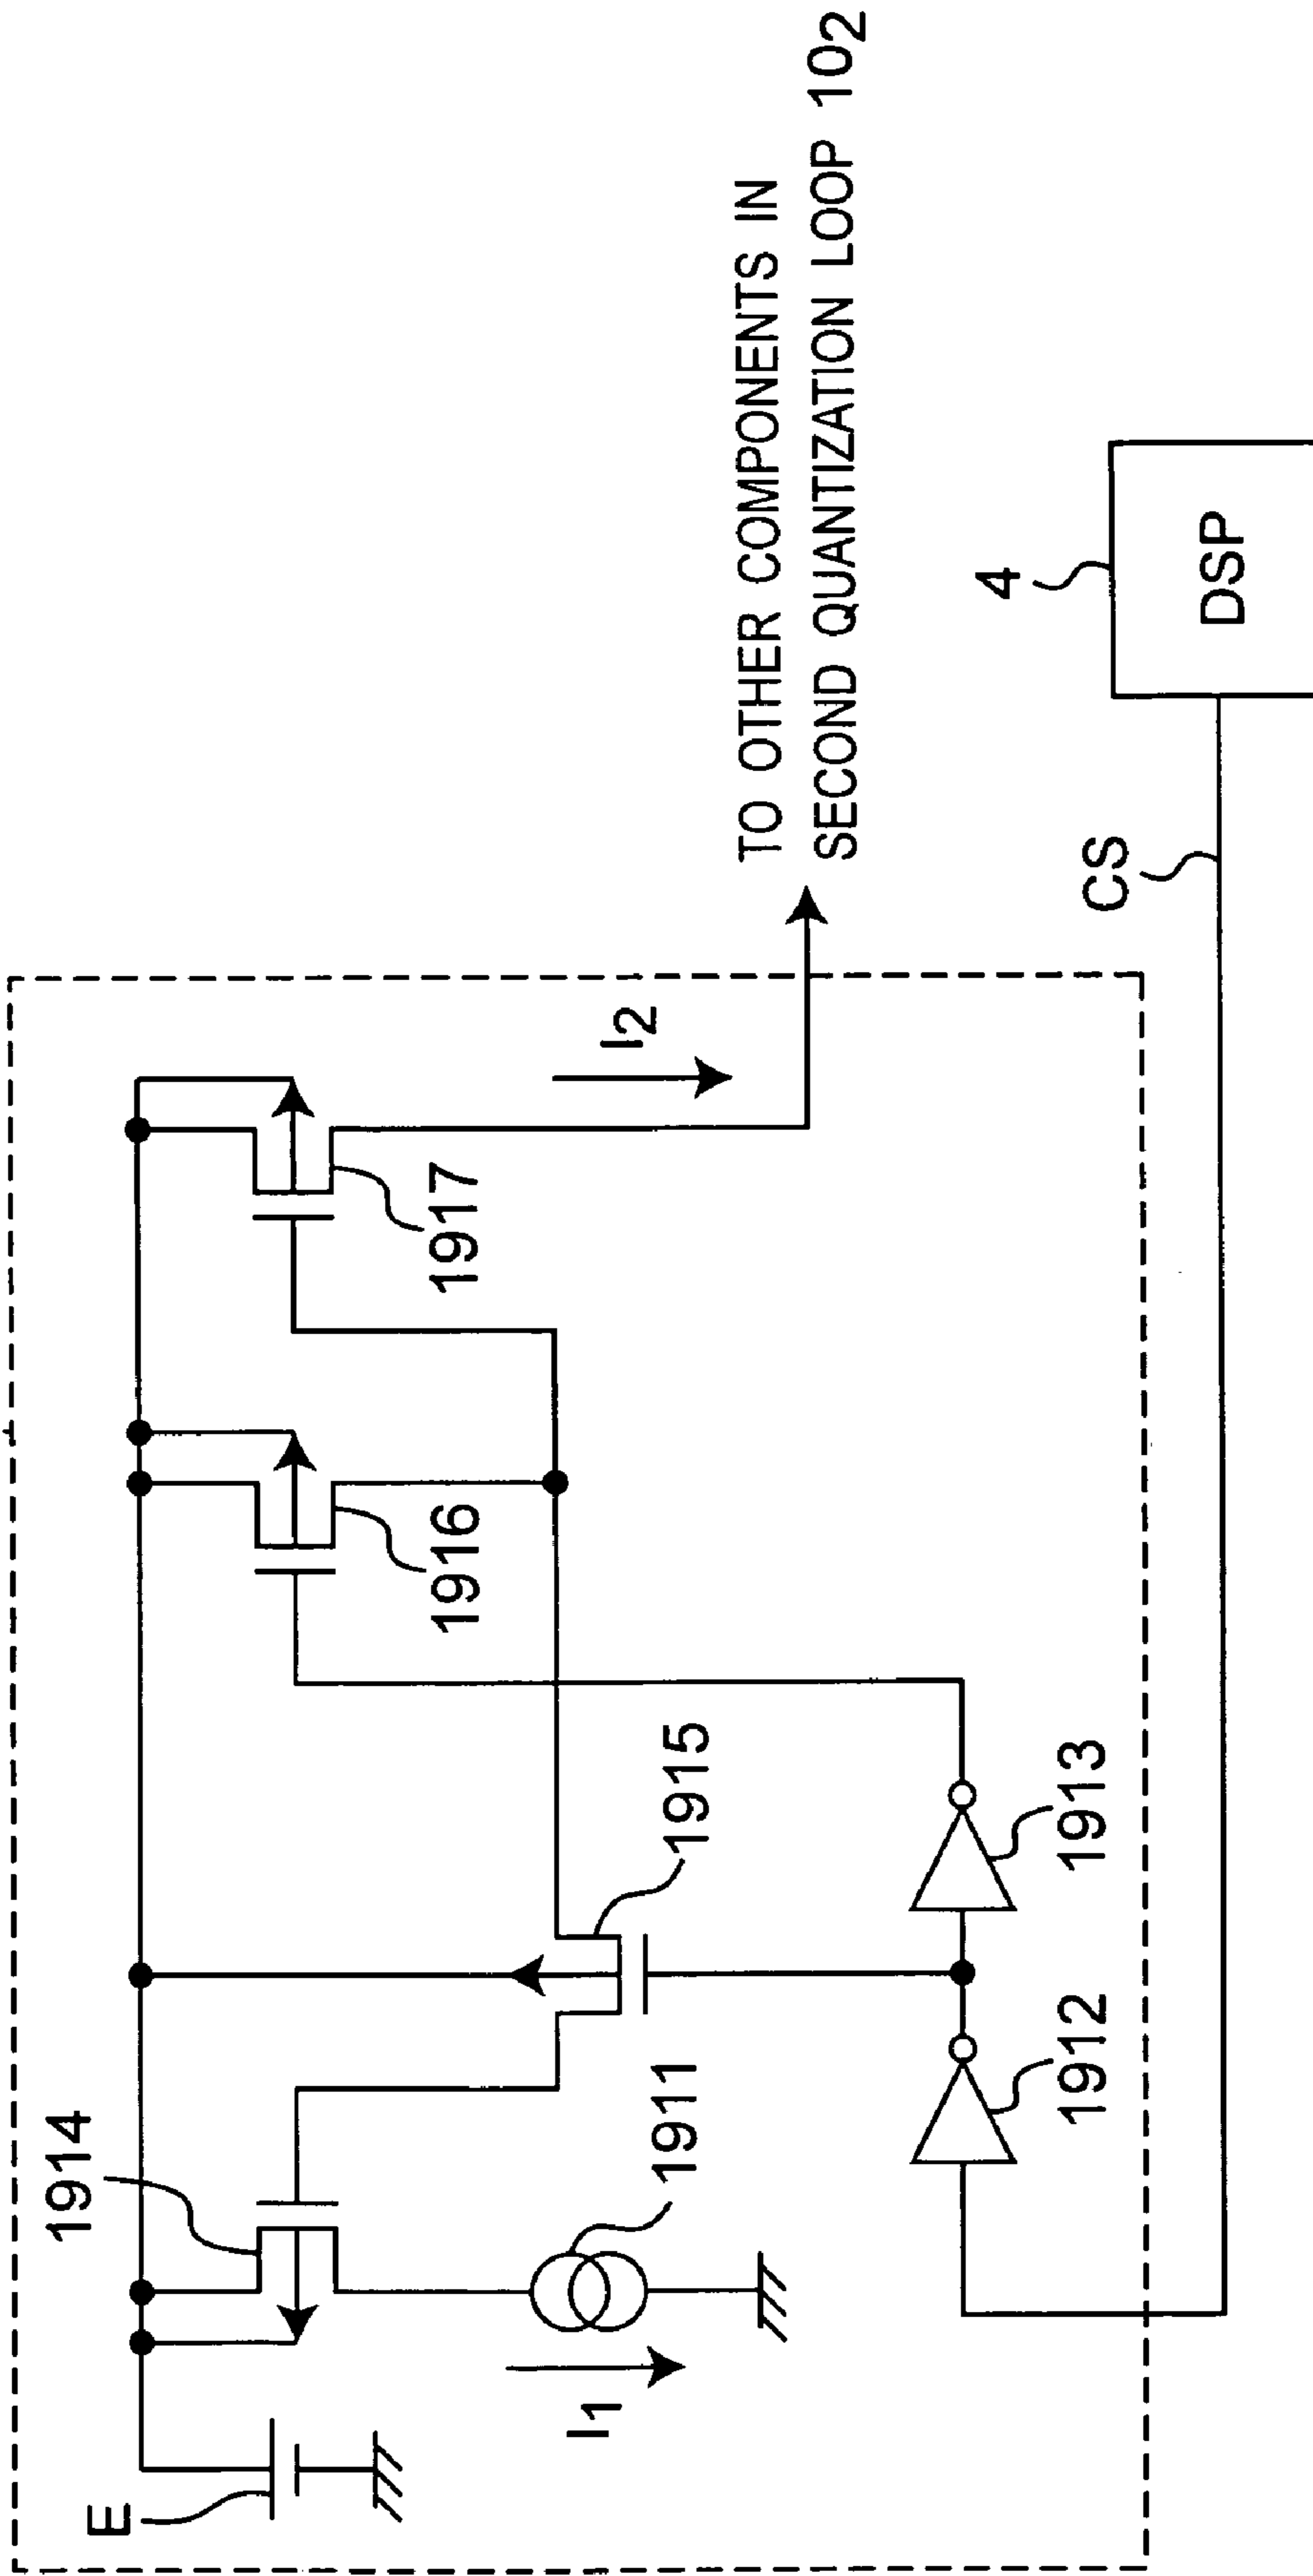 E
1914
I1
1911
1915
1916
1917
I2
1912
1913
TO OTHER COMPONENTS IN
SECOND QUANTIZATION LOOP 102
CS
4
DSP